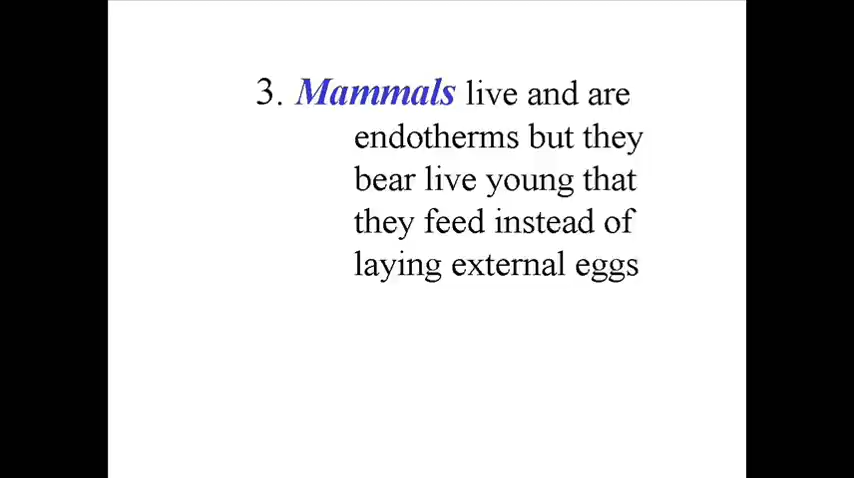 3. Mammals live and are
endotherms but they
bear live young that
they feed instead of
laying external eggs